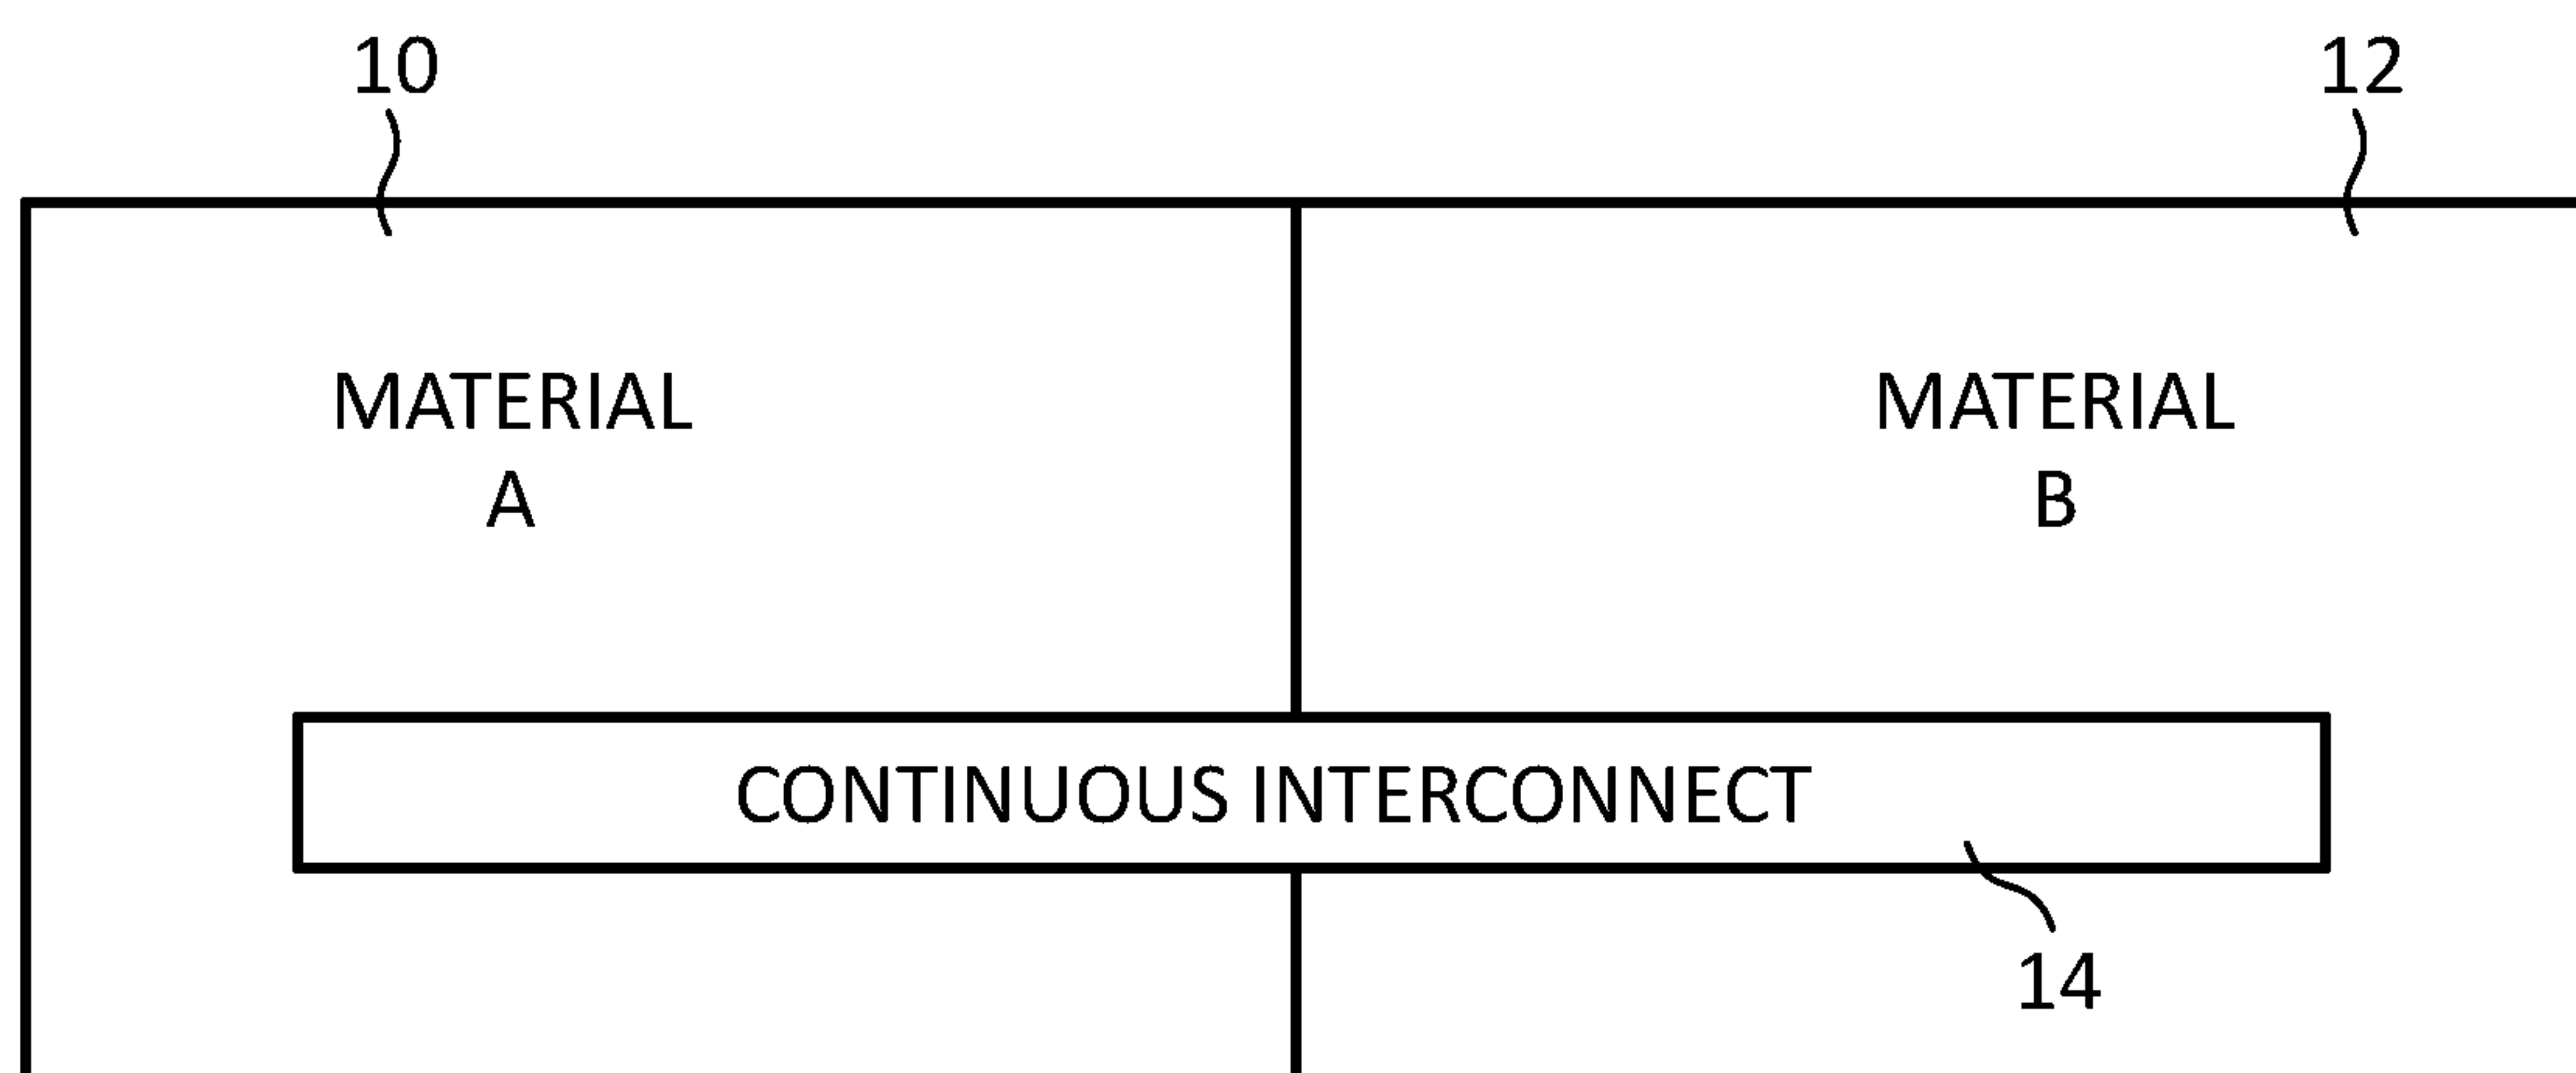 10
12
MATERIAL
A
MATERIAL
B
CONTINUOUS INTERCONNECT
14